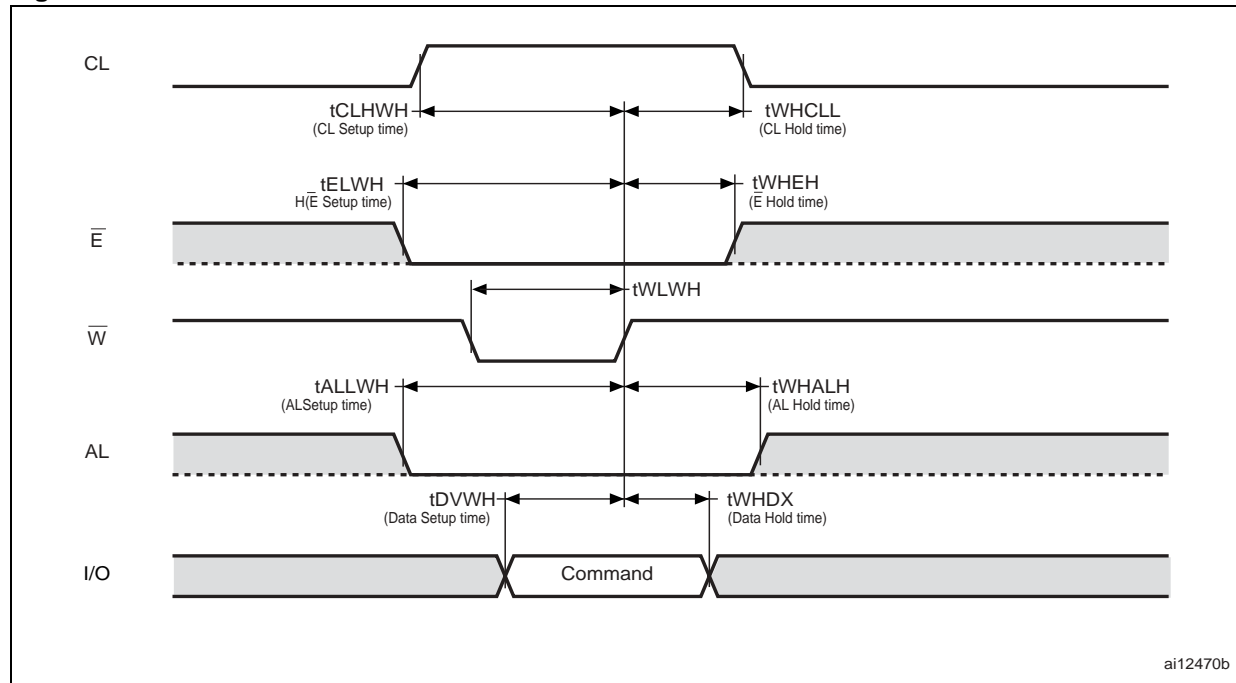 CL
tCLHWH
(CL Setup time)
tWHCLL
(CL Hold time)
tELWH
H(E̅ Setup time)
tWHEH
(E̅ Hold time)
E̅
tWLWH
W̅
tALLWH
(ALSetup time)
tWHALH
(AL Hold time)
AL
tDVWH
(Data Setup time)
tWHDX
(Data Hold time)
I/O
Command
ai12470b